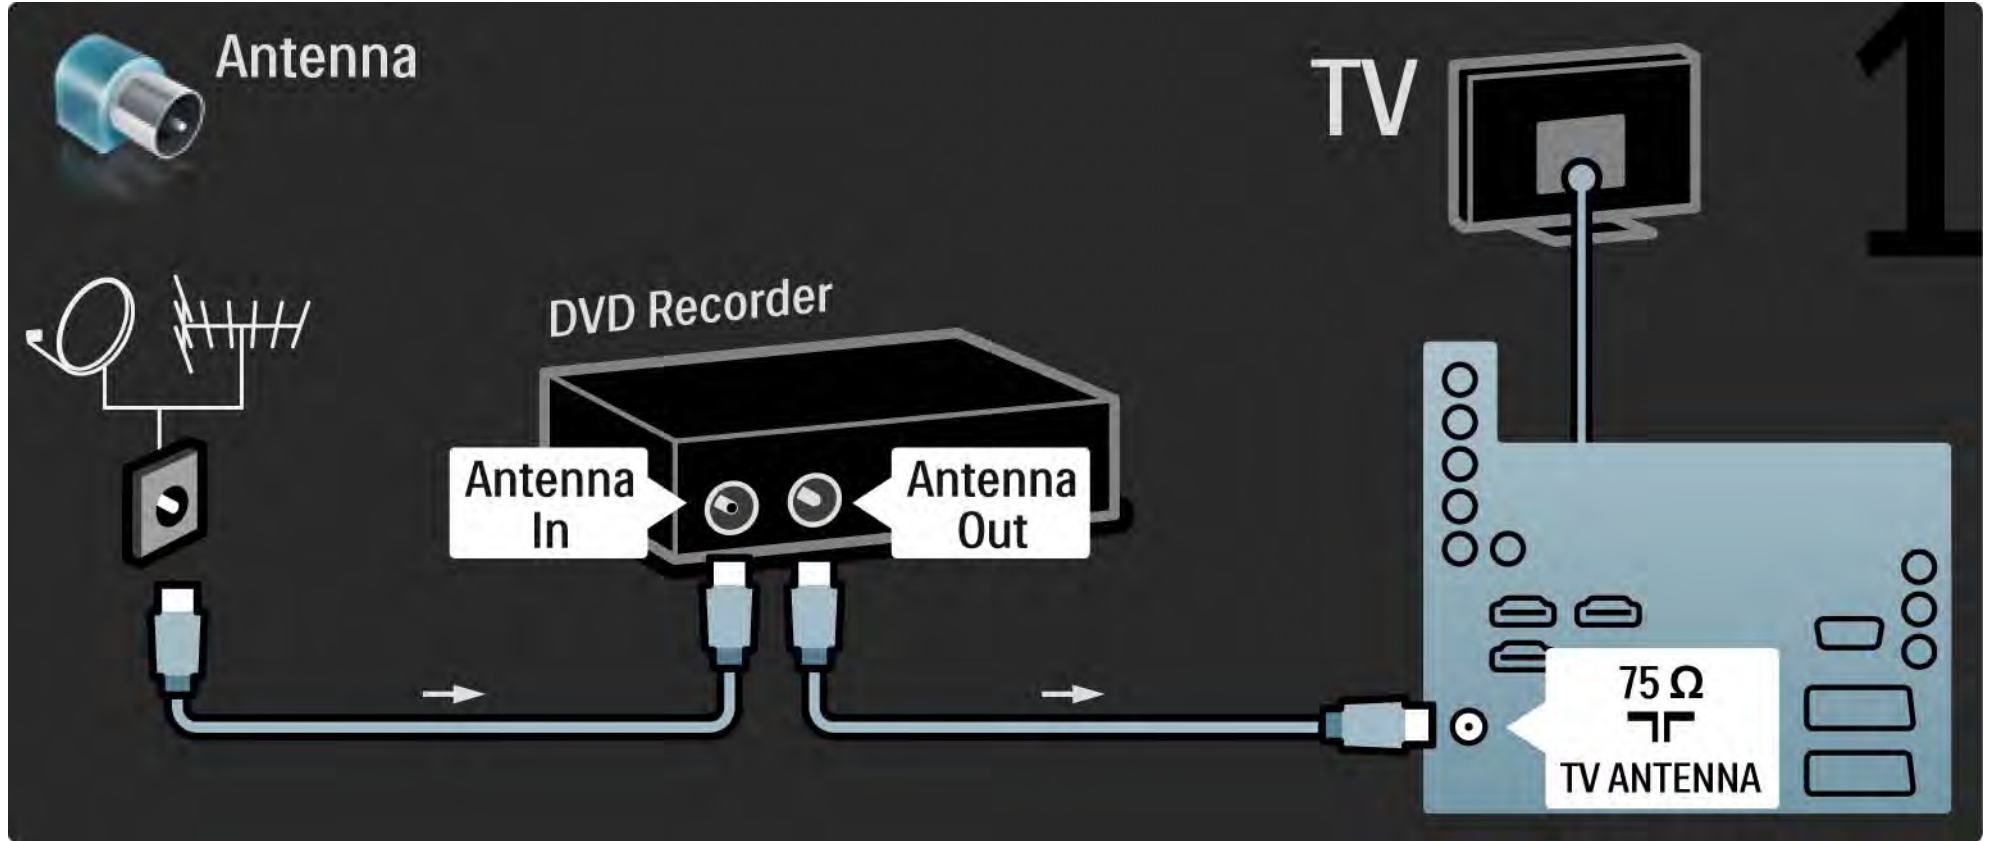 Antenna
TV
1
DVD Recorder
Antenna
In
Antenna
Out
75 Ω
TV ANTENNA